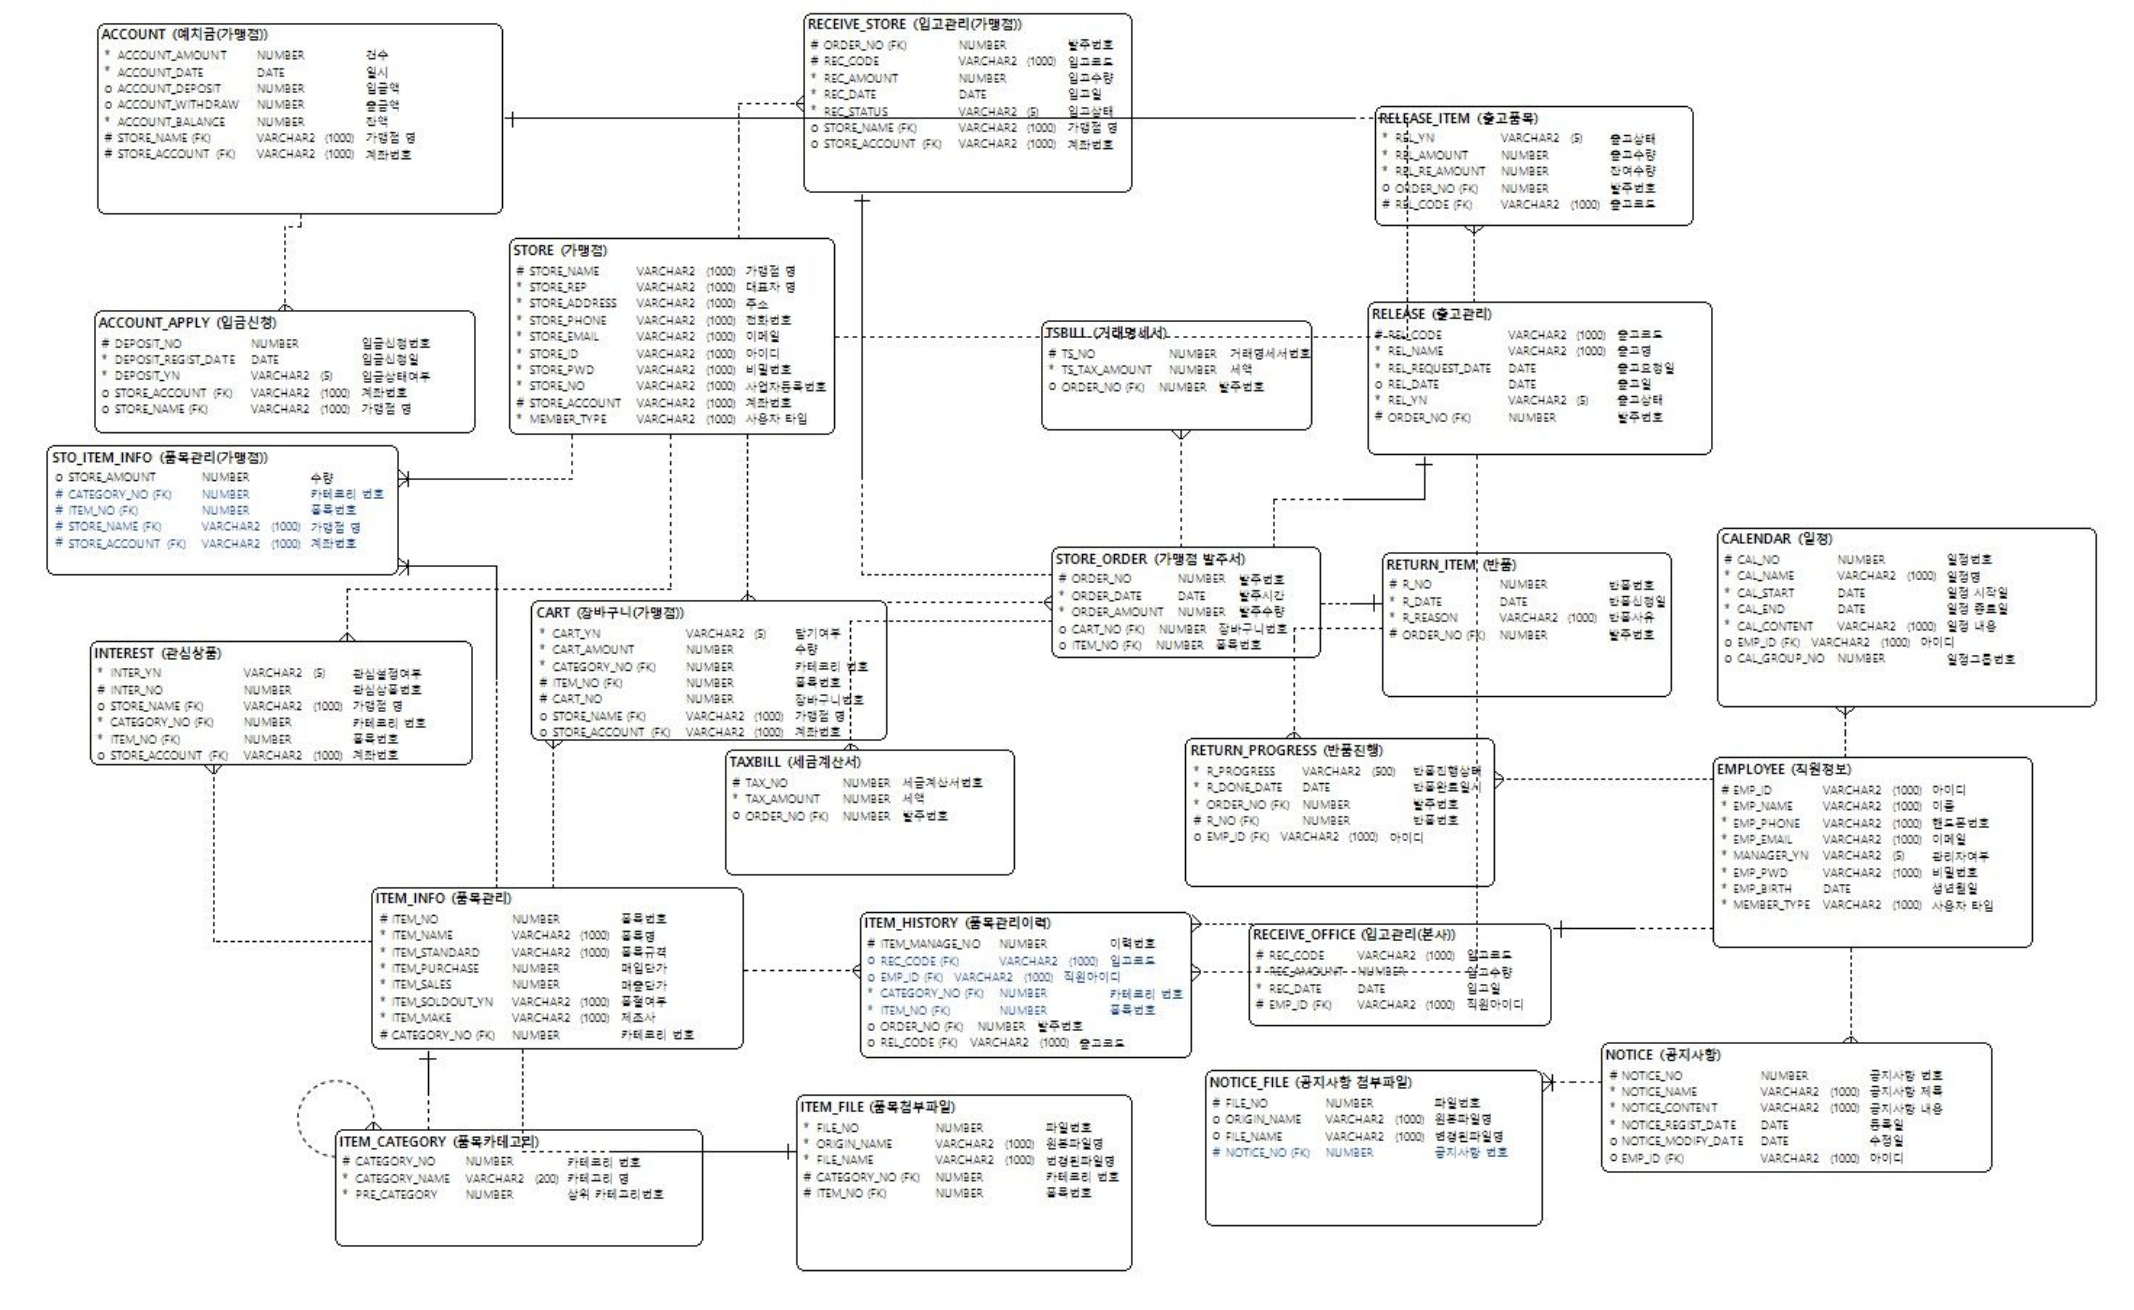 ACCOUNT (예치금(가맹점))
* ACCOUNT_AMOUNT NUMBER 건수
* ACCOUNT_DATE DATE 일시
o ACCOUNT_DEPOSIT NUMBER 입금액
o ACCOUNT_WITHDRAW NUMBER 출금액
* ACCOUNT_BALANCE NUMBER 잔액
# STORE_NAME (FK) VARCHAR2 (1000) 가맹점 명
# STORE_ACCOUNT (FK) VARCHAR2 (1000) 계좌번호
RECEIVE_STORE (입고관리(가맹점))
# ORDER_NO (FK) NUMBER 발주번호
# REC_CODE VARCHAR2 (1000) 입고코드
* REC_AMOUNT NUMBER 입고수량
* REC_DATE DATE 입고일
* REC_STATUS VARCHAR2 (5) 입고상태
o STORE_NAME (FK) VARCHAR2 (1000) 가맹점 명
o STORE_ACCOUNT (FK) VARCHAR2 (1000) 계좌번호
RELEASE_ITEM (출고품목)
* REL_YN VARCHAR2 (5) 출고상태
* REL_AMOUNT NUMBER 출고수량
* REL_RE_AMOUNT NUMBER 잔여수량
o ORDER_NO (FK) NUMBER 발주번호
# REL_CODE (FK) VARCHAR2 (1000) 출고코드
STORE (가맹점)
# STORE_NAME VARCHAR2 (1000) 가맹점 명
* STORE_REP VARCHAR2 (1000) 대표자 명
* STORE_ADDRESS VARCHAR2 (1000) 주소
* STORE_PHONE VARCHAR2 (1000) 전화번호
* STORE_EMAIL VARCHAR2 (1000) 이메일
* STORE_ID VARCHAR2 (1000) 아이디
* STORE_PWD VARCHAR2 (1000) 비밀번호
* STORE_NO VARCHAR2 (1000) 사업자등록번호
# STORE_ACCOUNT VARCHAR2 (1000) 계좌번호
* MEMBER_TYPE VARCHAR2 (1000) 사용자 타입
ACCOUNT_APPLY (입금신청)
# DEPOSIT_NO NUMBER 입금신청번호
* DEPOSIT_REGIST_DATE DATE 입금신청일
* DEPOSIT_YN VARCHAR2 (5) 입금상태여부
o STORE_ACCOUNT (FK) VARCHAR2 (1000) 계좌번호
o STORE_NAME (FK) VARCHAR2 (1000) 가맹점 명
TSBILL (거래명세서)
# TS_NO NUMBER 거래명세서번호
* TS_TAX_AMOUNT NUMBER 세액
o ORDER_NO (FK) NUMBER 발주번호
RELEASE (출고관리)
# REL_CODE VARCHAR2 (1000) 출고코드
* REL_NAME VARCHAR2 (1000) 출고명
* REL_REQUEST_DATE DATE 출고요청일
o REL_DATE DATE 출고일
* REL_YN VARCHAR2 (5) 출고상태
# ORDER_NO (FK) NUMBER 발주번호
STO_ITEM_INFO (품목관리(가맹점))
o STORE_AMOUNT NUMBER 수량
# CATEGORY_NO (FK) NUMBER 카테고리 번호
# ITEM_NO (FK) NUMBER 품목번호
# STORE_NAME (FK) VARCHAR2 (1000) 가맹점 명
# STORE_ACCOUNT (FK) VARCHAR2 (1000) 계좌번호
STORE_ORDER (가맹점 발주서)
# ORDER_NO NUMBER 발주번호
* ORDER_DATE DATE 발주시간
* ORDER_AMOUNT NUMBER 발주수량
o CART_NO (FK) NUMBER 장바구니번호
o ITEM_NO (FK) NUMBER 품목번호
RETURN_ITEM (반품)
# R_NO NUMBER 반품번호
* R_DATE DATE 반품신청일
* R_REASON VARCHAR2 (1000) 반품사유
# ORDER_NO (FK) NUMBER 발주번호
CALENDAR (일정)
# CAL_NO NUMBER 일정번호
* CAL_NAME VARCHAR2 (1000) 일정명
* CAL_START DATE 일정 시작일
* CAL_END DATE 일정 종료일
* CAL_CONTENT VARCHAR2 (1000) 일정 내용
o EMP_ID (FK) VARCHAR2 (1000) 아이디
o CAL_GROUP_NO NUMBER 일정그룹번호
CART (장바구니(가맹점))
* CART_YN VARCHAR2 (5) 담기여부
* CART_AMOUNT NUMBER 수량
* CATEGORY_NO (FK) NUMBER 카테고리 번호
# ITEM_NO (FK) NUMBER 품목번호
# CART_NO NUMBER 장바구니번호
o STORE_NAME (FK) VARCHAR2 (1000) 가맹점 명
o STORE_ACCOUNT (FK) VARCHAR2 (1000) 계좌번호
INTEREST (관심상품)
* INTER_YN VARCHAR2 (5) 관심설정여부
# INTER_NO NUMBER 관심상품번호
o STORE_NAME (FK) VARCHAR2 (1000) 가맹점 명
* CATEGORY_NO (FK) NUMBER 카테고리 번호
* ITEM_NO (FK) NUMBER 품목번호
o STORE_ACCOUNT (FK) VARCHAR2 (1000) 계좌번호
TAXBILL (세금계산서)
# TAX_NO NUMBER 세금계산서번호
* TAX_AMOUNT NUMBER 세액
o ORDER_NO (FK) NUMBER 발주번호
RETURN_PROGRESS (반품진행)
* R_PROGRESS VARCHAR2 (500) 반품진행상태
* R_DONE_DATE DATE 반품완료일시
* ORDER_NO (FK) NUMBER 발주번호
# R_NO (FK) NUMBER 반품번호
o EMP_ID (FK) VARCHAR2 (1000) 아이디
EMPLOYEE (직원정보)
# EMP_ID VARCHAR2 (1000) 아이디
* EMP_NAME VARCHAR2 (1000) 이름
* EMP_PHONE VARCHAR2 (1000) 핸드폰번호
* EMP_EMAIL VARCHAR2 (1000) 이메일
* MANAGER_YN VARCHAR2 (5) 관리자여부
* EMP_PWD VARCHAR2 (1000) 비밀번호
* EMP_BIRTH DATE 생년월일
* MEMBER_TYPE VARCHAR2 (1000) 사용자 타입
ITEM_INFO (품목관리)
# ITEM_NO NUMBER 품목번호
* ITEM_NAME VARCHAR2 (1000) 품목명
* ITEM_STANDARD VARCHAR2 (1000) 품목규격
* ITEM_PURCHASE NUMBER 매입단가
* ITEM_SALES NUMBER 매출단가
* ITEM_SOLDOUT_YN VARCHAR2 (1000) 품절여부
* ITEM_MAKE VARCHAR2 (1000) 제조사
# CATEGORY_NO (FK) NUMBER 카테고리 번호
ITEM_HISTORY (품목관리이력)
# ITEM_MANAGE_NO NUMBER 이력번호
o REC_CODE (FK) VARCHAR2 (1000) 입고코드
o EMP_ID (FK) VARCHAR2 (1000) 직원아이디
* CATEGORY_NO (FK) NUMBER 카테고리 번호
* ITEM_NO (FK) NUMBER 품목번호
o ORDER_NO (FK) NUMBER 발주번호
o REL_CODE (FK) VARCHAR2 (1000) 출고코드
RECEIVE_OFFICE (입고관리(본사))
# REC_CODE VARCHAR2 (1000) 입고코드
* REC_AMOUNT NUMBER 입고수량
* REC_DATE DATE 입고일
# EMP_ID (FK) VARCHAR2 (1000) 직원아이디
NOTICE (공지사항)
# NOTICE_NO NUMBER 공지사항 번호
* NOTICE_NAME VARCHAR2 (1000) 공지사항 제목
* NOTICE_CONTENT VARCHAR2 (1000) 공지사항 내용
* NOTICE_REGIST_DATE DATE 등록일
o NOTICE_MODIFY_DATE DATE 수정일
o EMP_ID (FK) VARCHAR2 (1000) 아이디
NOTICE_FILE (공지사항 첨부파일)
# FILE_NO NUMBER 파일번호
o ORIGIN_NAME VARCHAR2 (1000) 원본파일명
o FILE_NAME VARCHAR2 (1000) 변경된파일명
# NOTICE_NO (FK) NUMBER 공지사항 번호
ITEM_FILE (품목첨부파일)
* FILE_NO NUMBER 파일번호
* ORIGIN_NAME VARCHAR2 (1000) 원본파일명
* FILE_NAME VARCHAR2 (1000) 변경된파일명
# CATEGORY_NO (FK) NUMBER 카테고리 번호
# ITEM_NO (FK) NUMBER 품목번호
ITEM_CATEGORY (품목카테고리)
# CATEGORY_NO NUMBER 카테고리 번호
* CATEGORY_NAME VARCHAR2 (200) 카테고리 명
* PRE_CATEGORY NUMBER 상위 카테고리번호